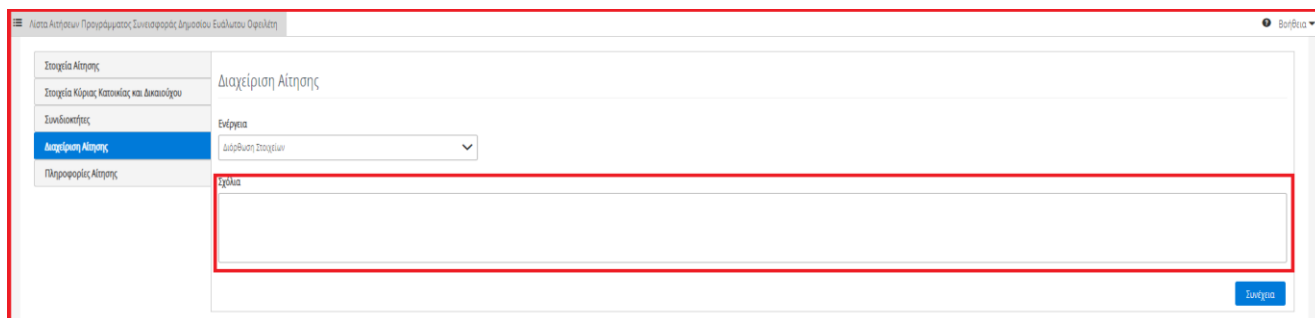 Λίστα Αιτήσεων Προγράμματος Συνεισφοράς Δημοσίου Ευάλωτου Οφειλέτη
Βοήθεια
Στοιχεία Αίτησης
Στοιχεία Κύριας Κατοικίας και Δικαιούχου
Συνιδιοκτήτες
Διαχείριση Αίτησης
Πληροφορίες Αίτησης
Διαχείριση Αίτησης
Ενέργεια
Διόρθωση Στοιχείων
Σχόλια
Συνέχεια